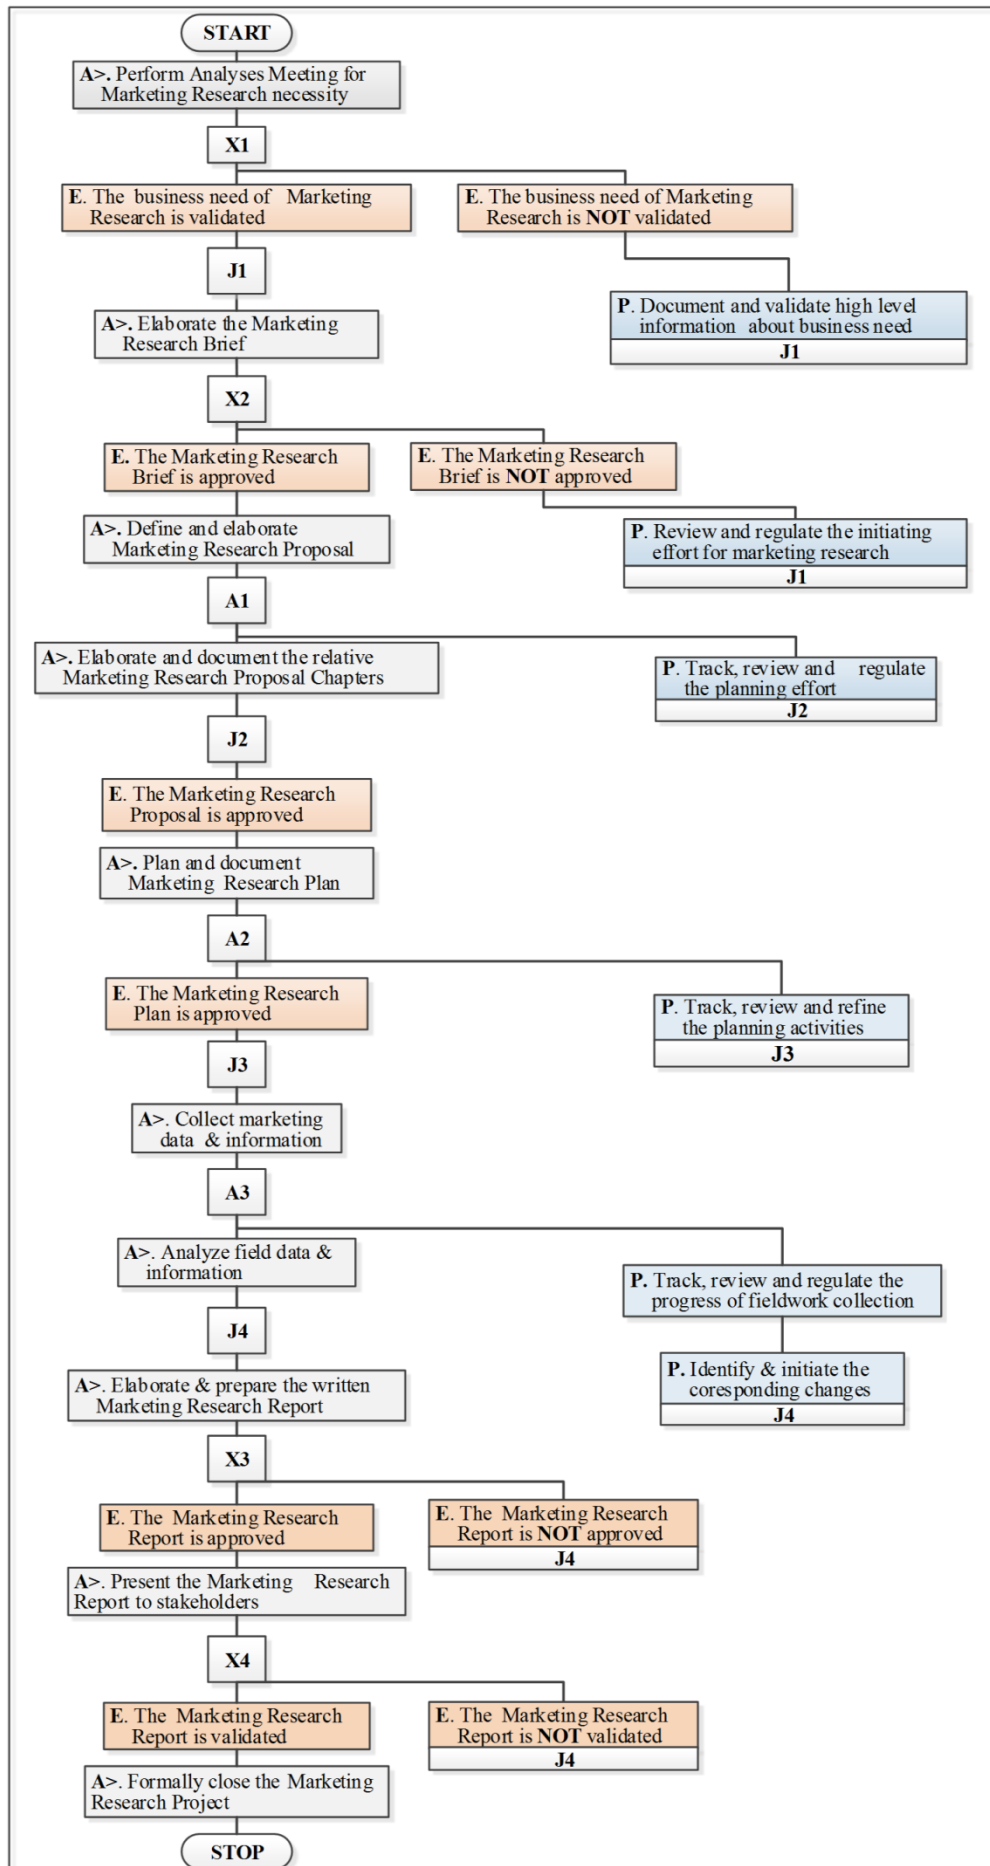 START
A>. Perform Analyses Meeting for
Marketing Research necessity
X1
E. The business need of Marketing
Research is validated
E. The business need of Marketing
Research is NOT validated
J1
P. Document and validate high level
information about business need
J1
A>. Elaborate the Marketing
Research Brief
X2
E. The Marketing Research
Brief is approved
E. The Marketing Research
Brief is NOT approved
A>. Define and elaborate
Marketing Research Proposal
P. Review and regulate the initiating
effort for marketing research
J1
A1
A>. Elaborate and document the relative
Marketing Research Proposal Chapters
P. Track, review and regulate
the planning effort
J2
J2
E. The Marketing Research
Proposal is approved
A>. Plan and document
Marketing Research Plan
A2
E. The Marketing Research
Plan is approved
P. Track, review and refine
the planning activities
J3
J3
A>. Collect marketing
data & information
A3
A>. Analyze field data &
information
P. Track, review and regulate the
progress of fieldwork collection
J4
P. Identify & initiate the
coresponding changes
J4
A>. Elaborate & prepare the written
Marketing Research Report
X3
E. The Marketing Research
Report is approved
E. The Marketing Research
Report is NOT approved
J4
A>. Present the Marketing Research
Report to stakeholders
X4
E. The Marketing Research
Report is validated
E. The Marketing Research
Report is NOT validated
J4
A>. Formally close the Marketing
Research Project
STOP